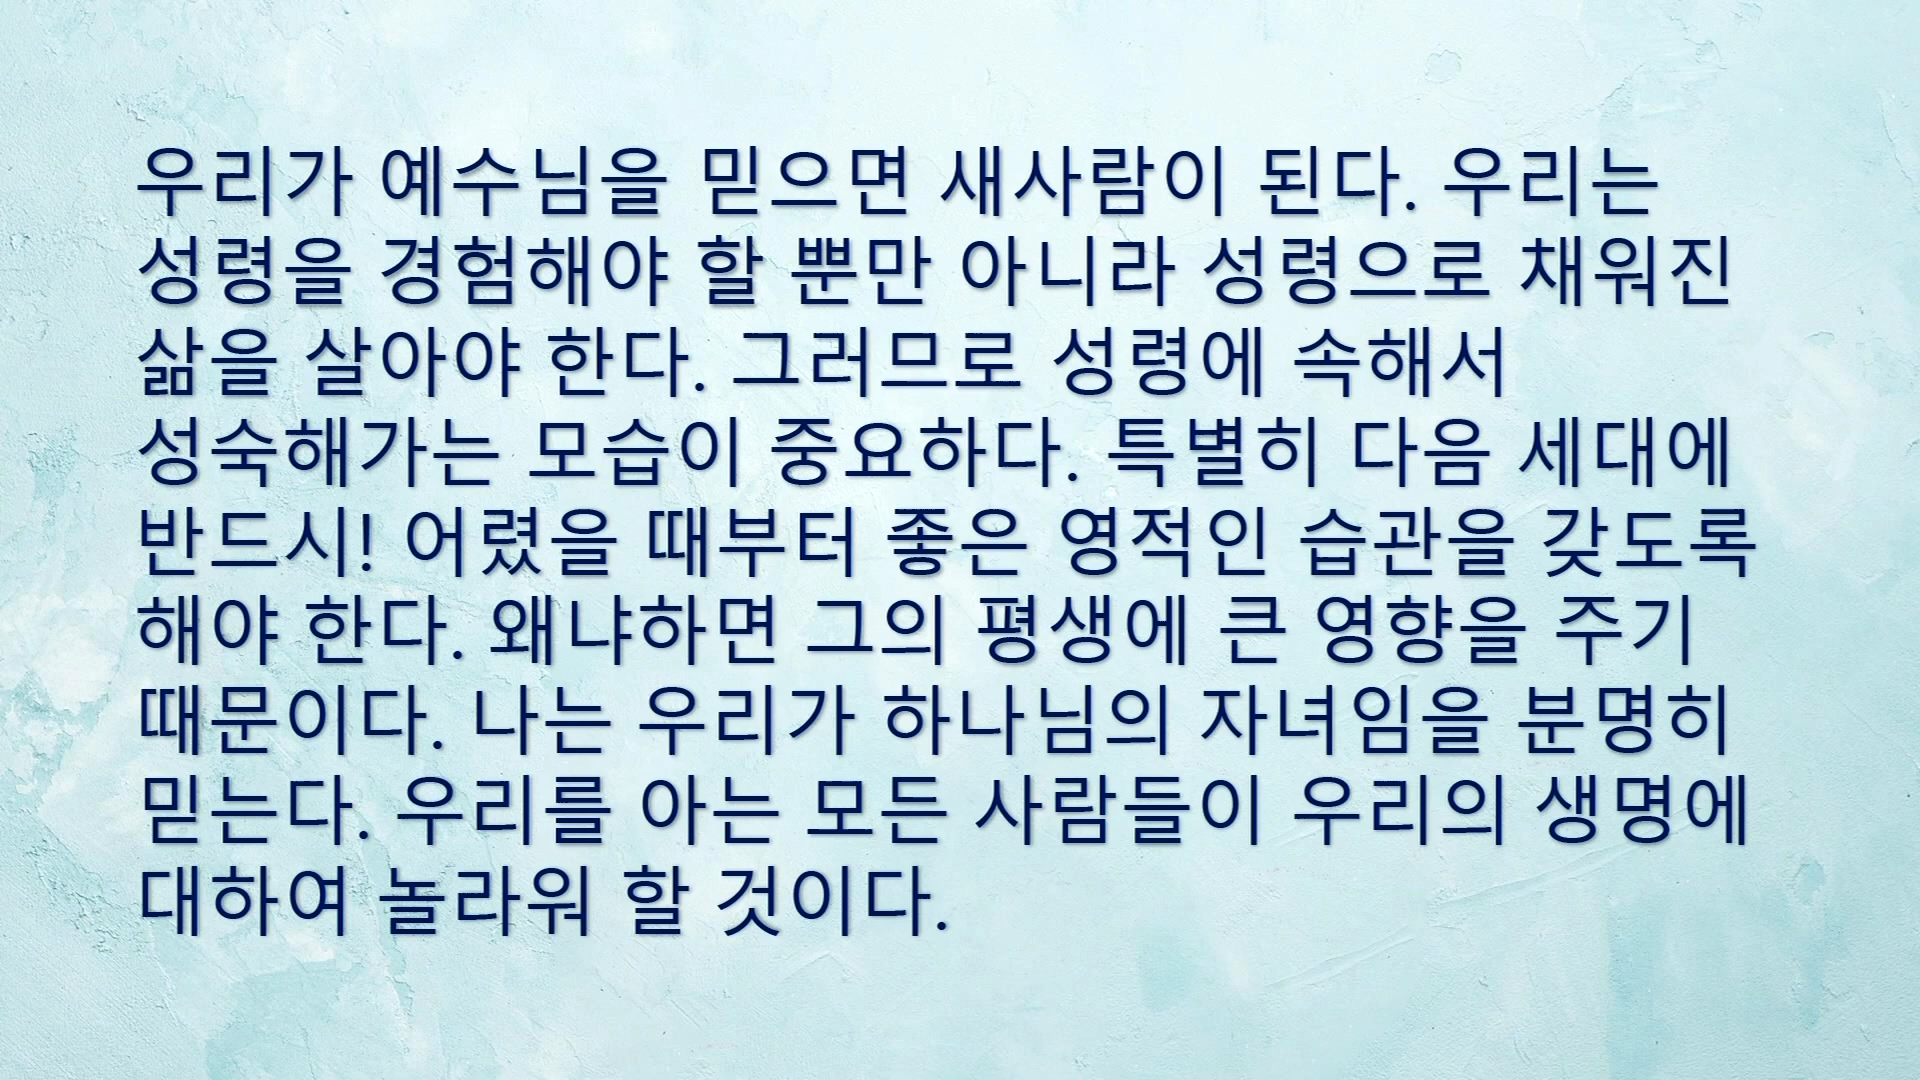 우리가 예수님을 믿으면 새사람이 된다. 우리는
성령을 경험해야 할 뿐만 아니라 성령으로 채워진
삶을 살아야 한다. 그러므로 성령에 속해서
성숙해가는 모습이 중요하다. 특별히 다음 세대에
반드시! 어렸을 때부터 좋은 영적인 습관을 갖도록
해야 한다. 왜냐하면 그의 평생에 큰 영향을 주기
때문이다. 나는 우리가 하나님의 자녀임을 분명히
믿는다. 우리를 아는 모든 사람들이 우리의 생명에
대하여 놀라워 할 것이다.